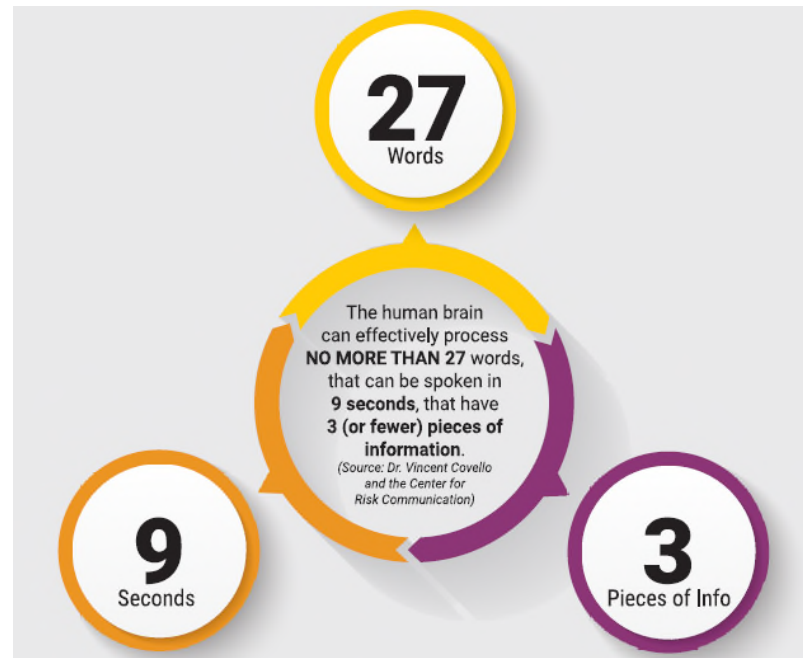 27
Words
The human brain
can effectively process
NO MORE THAN 27 words,
that can be spoken in
9 seconds, that have
3 (or fewer) pieces of
information.
(Source: Dr. Vincent Covello
and the Center for
Risk Communication)
9
Seconds
3
Pieces of Info